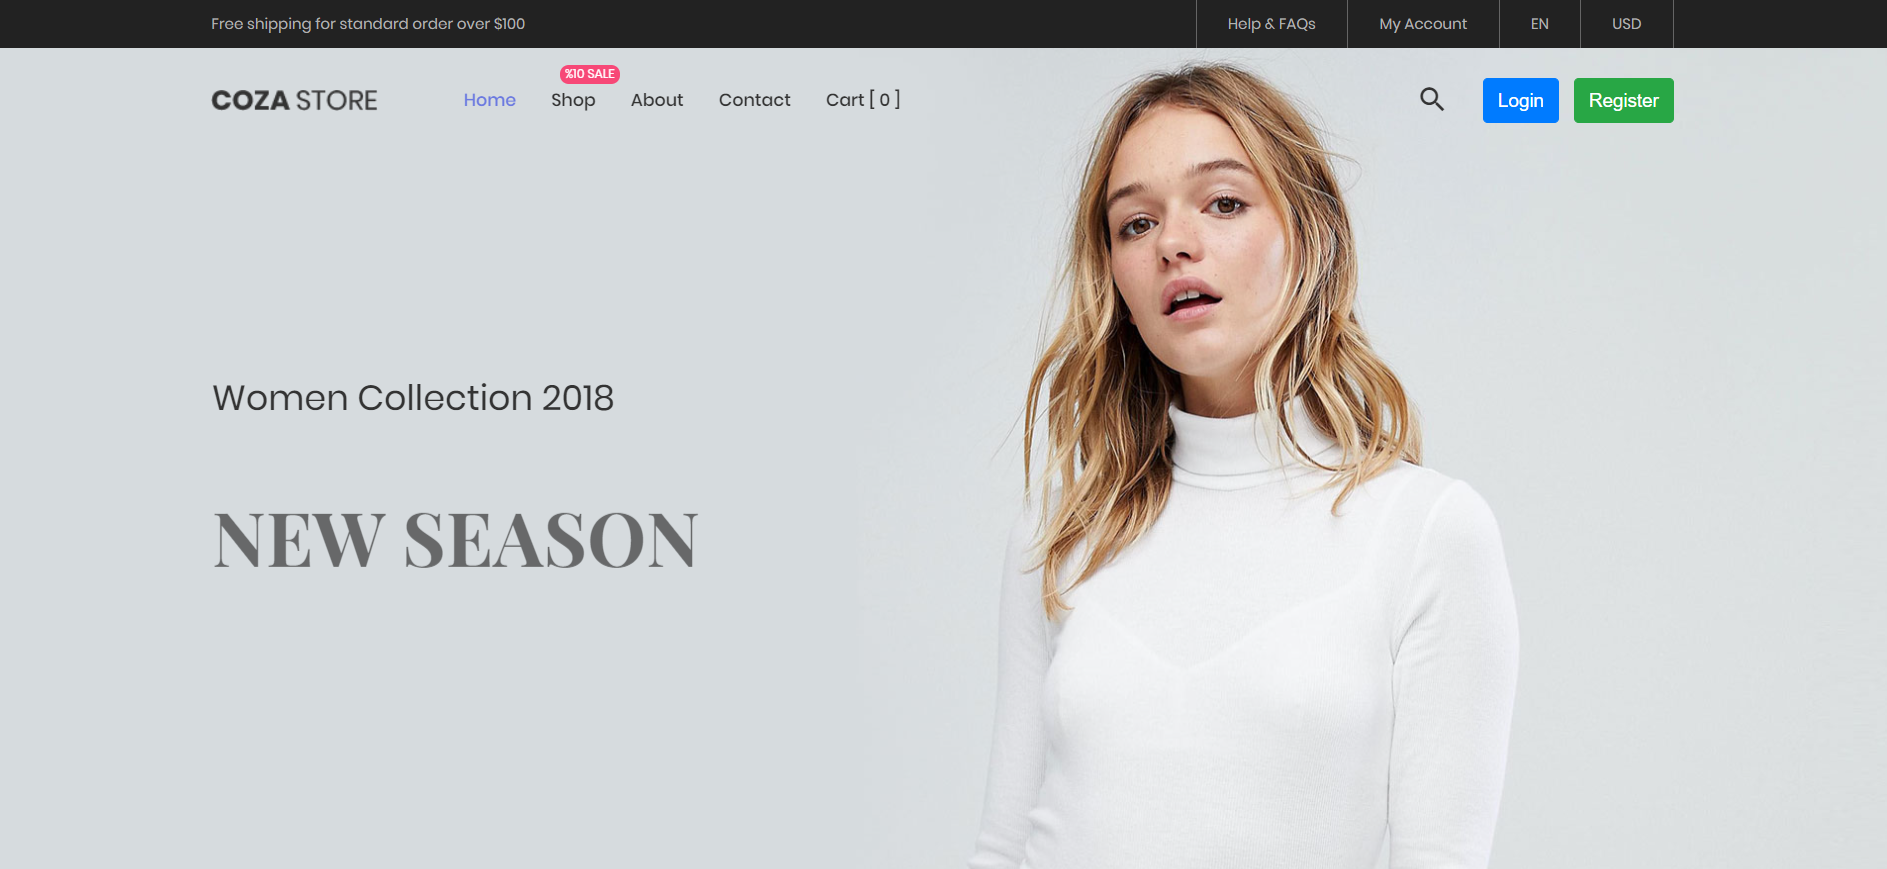 Free shipping for standard order over $100
Help & FAQs
My Account
EN
USD
COZA STORE
Home
%10 SALE
Shop
About
Contact
Cart [ 0 ]
Login
Register
Women Collection 2018
NEW SEASON